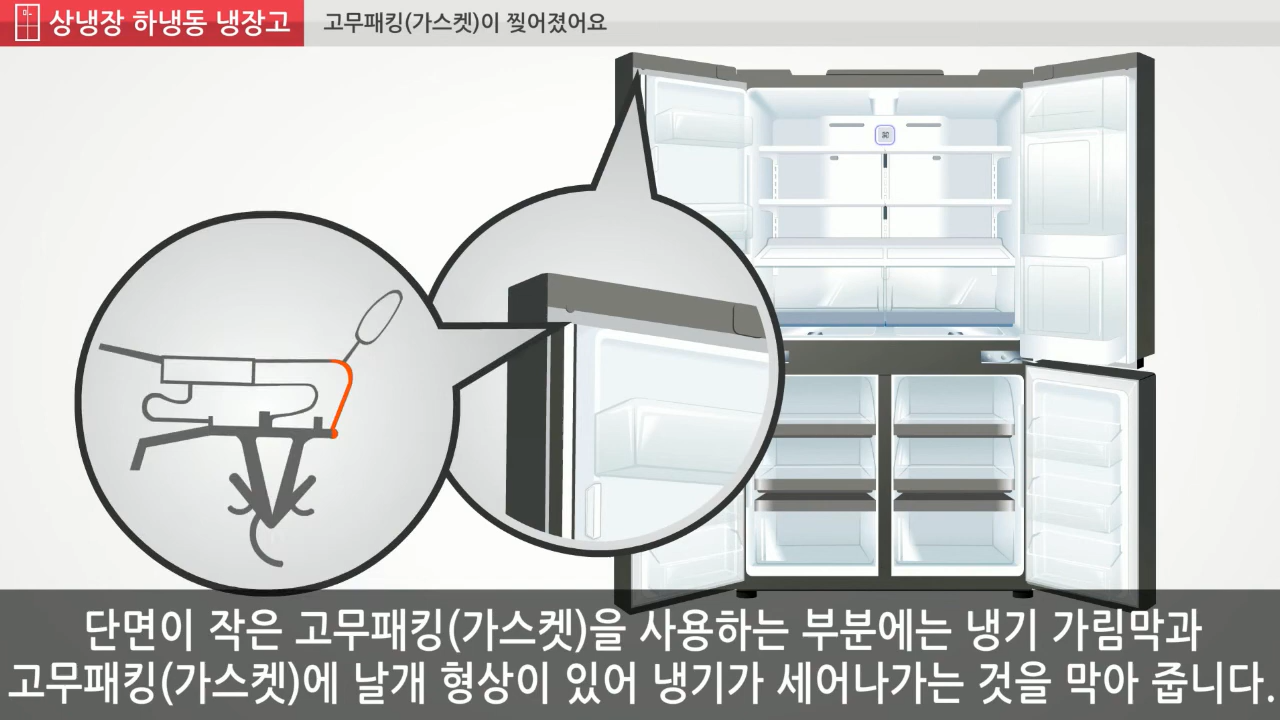 상냉장 하냉동 냉장고
고무패킹(가스켓)이 찢어졌어요
단면이 작은 고무패킹(가스켓)을 사용하는 부분에는 냉기 가림막과
고무패킹(가스켓)에 날개 형상이 있어 냉기가 세어나가는 것을 막아 줍니다.